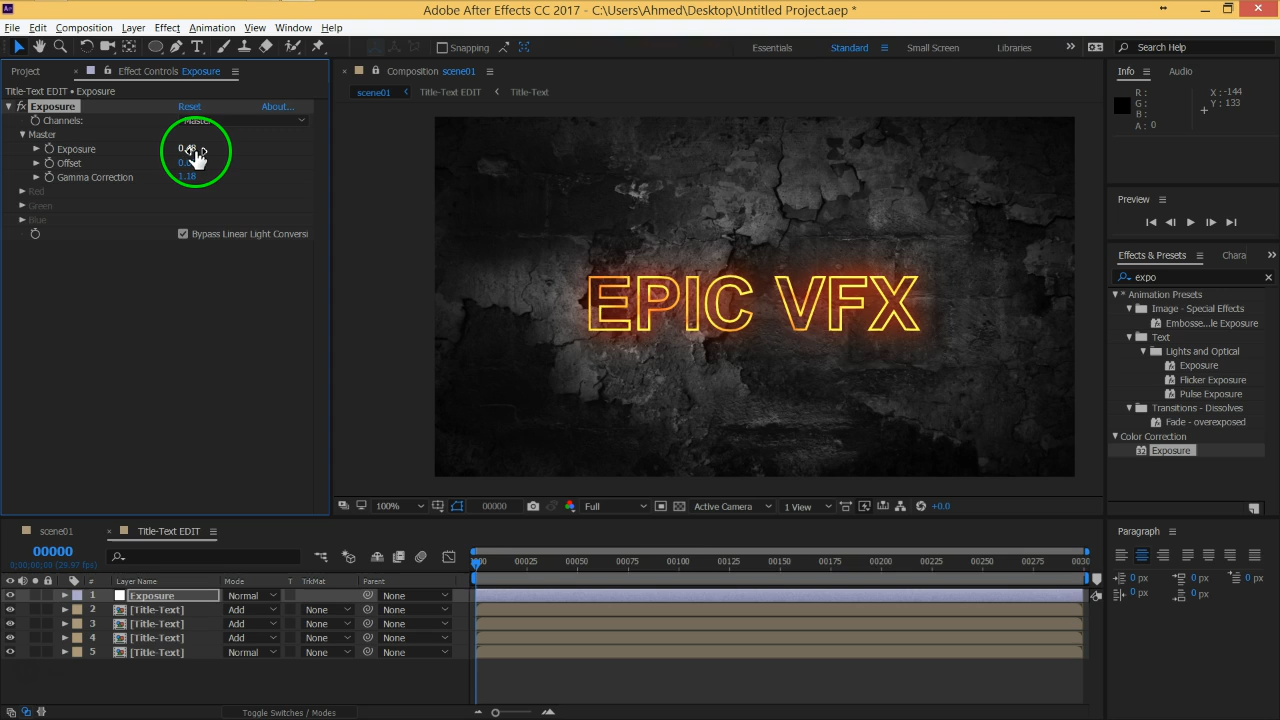 Adobe After Effects CC 2017 - C:\Users\Ahmed\Desktop\Untitled Project.aep *
File Edit Composition Layer Effect Animation View Window Help
Snapping Essentials Standard Small Screen Libraries Search Help
Project Effect Controls Exposure
Title-Text EDIT • Exposure
fx Exposure Reset About...
Channels:
Master
Exposure
Offset
Gamma Correction 1.18
Red
Green
Blue
Bypass Linear Light Conversi
Composition scene01
scene01 Title-Text EDIT Title-Text
EPIC VFX
100% 00000 Full Active Camera 1 View +0.0
Info Audio
R:
G:
B:
A: 0
X: -144
Y: 133
Preview
Effects & Presets Chara
expo
* Animation Presets
Image - Special Effects
Embosse...le Exposure
Text
Lights and Optical
Exposure
Flicker Exposure
Pulse Exposure
Transitions - Dissolves
Fade - overexposed
Color Correction
Exposure
scene01 Title-Text EDIT
00000
0;00;00;00 (29.97 fps)
00025 00050 00075 00100 00125 00150 00175 00200 00225 00250 00275
# Layer Name Mode T TrkMat Parent
1 Exposure Normal None
2 [Title-Text] Add None None
3 [Title-Text] Add None None
4 [Title-Text] Add None None
5 [Title-Text] Normal None None
Toggle Switches / Modes
Paragraph
0 px 0 px 0 px
0 px 0 px